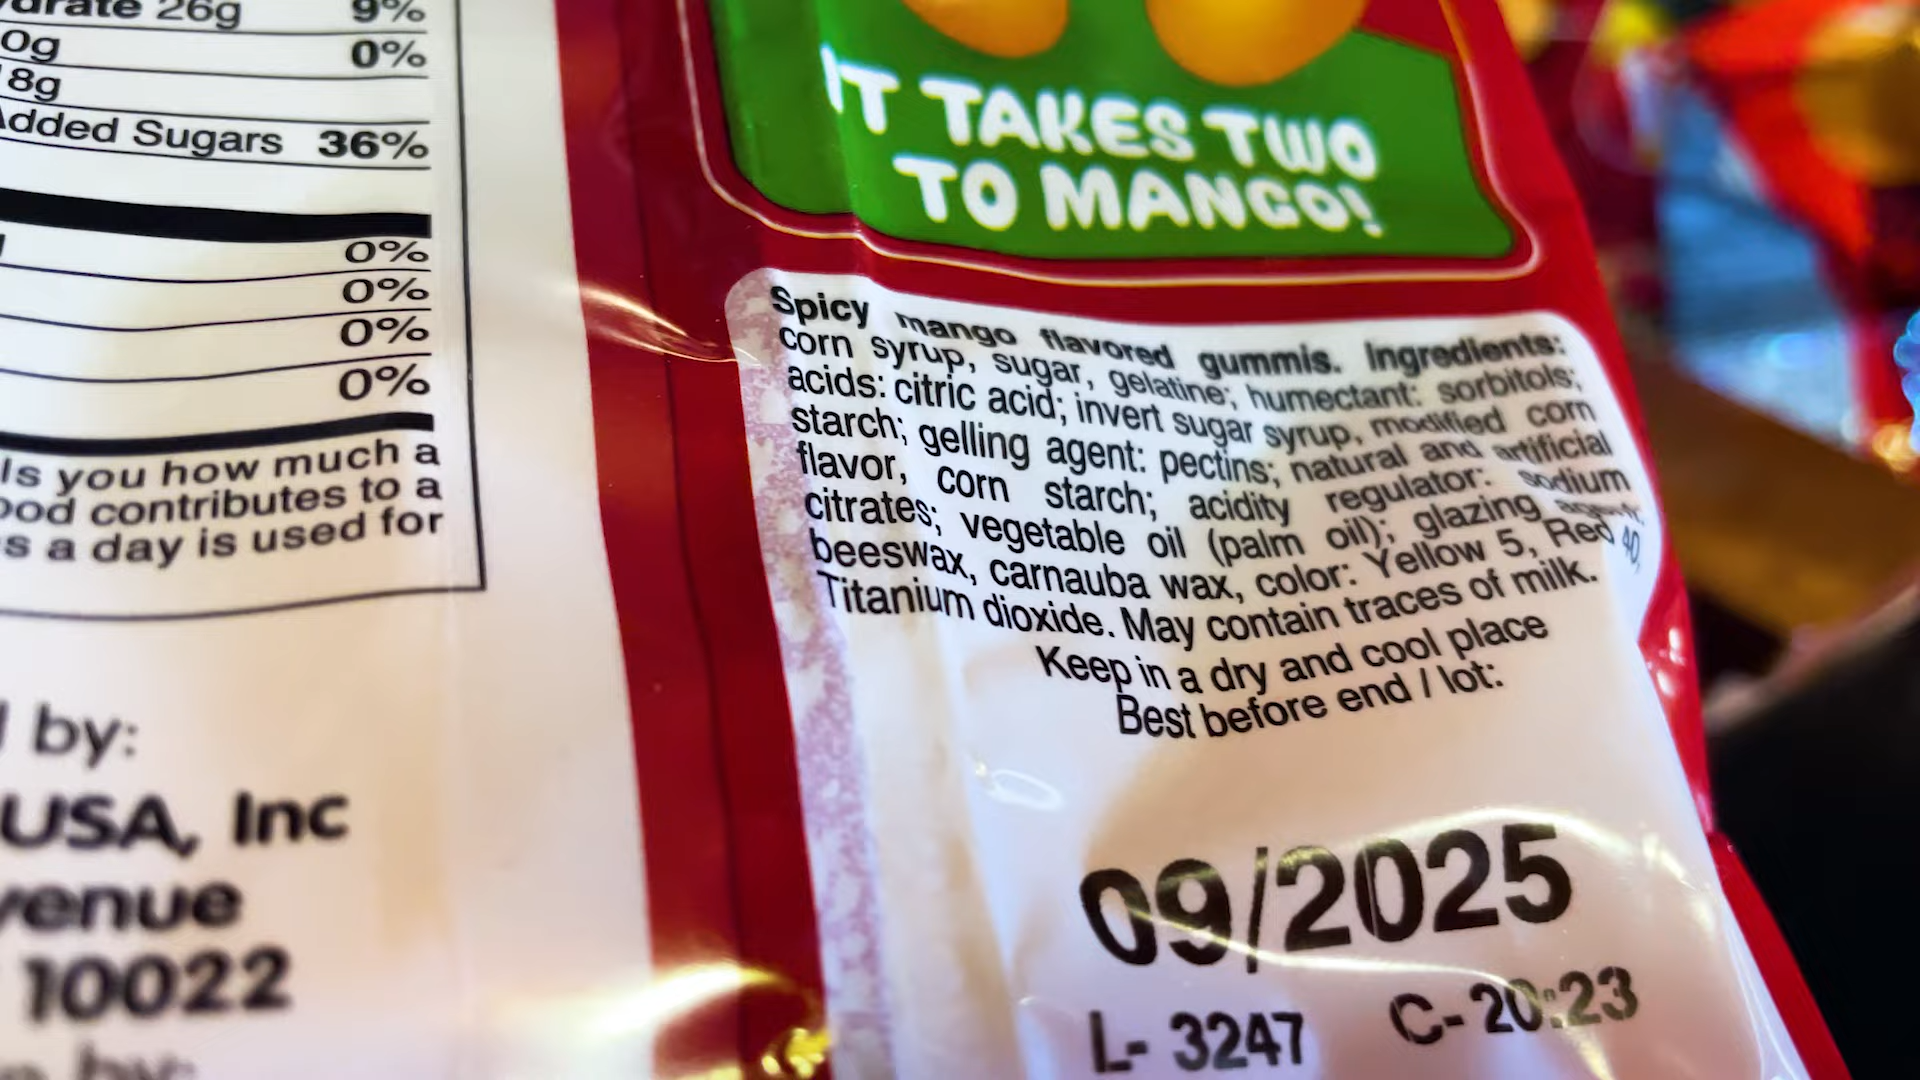 drate 26g 9%
0g 0%
8g
Added Sugars 36%
0%
0%
0%
0%
ls you how much a
ood contributes to a
s a day is used for
by:
USA, Inc
venue
10022
by:
IT TAKES TWO
TO MANGO!
Spicy mango flavored gummis. Ingredients:
corn syrup, sugar, gelatine; humectant: sorbitols;
acids: citric acid; invert sugar syrup, modified corn
starch; gelling agent: pectins; natural and artificial
flavor, corn starch; acidity regulator: sodium
citrates; vegetable oil (palm oil); glazing agent:
beeswax, carnauba wax, color: Yellow 5, Red 40,
Titanium dioxide. May contain traces of milk.
Keep in a dry and cool place
Best before end / lot:
09/2025
L- 3247 C- 20:23